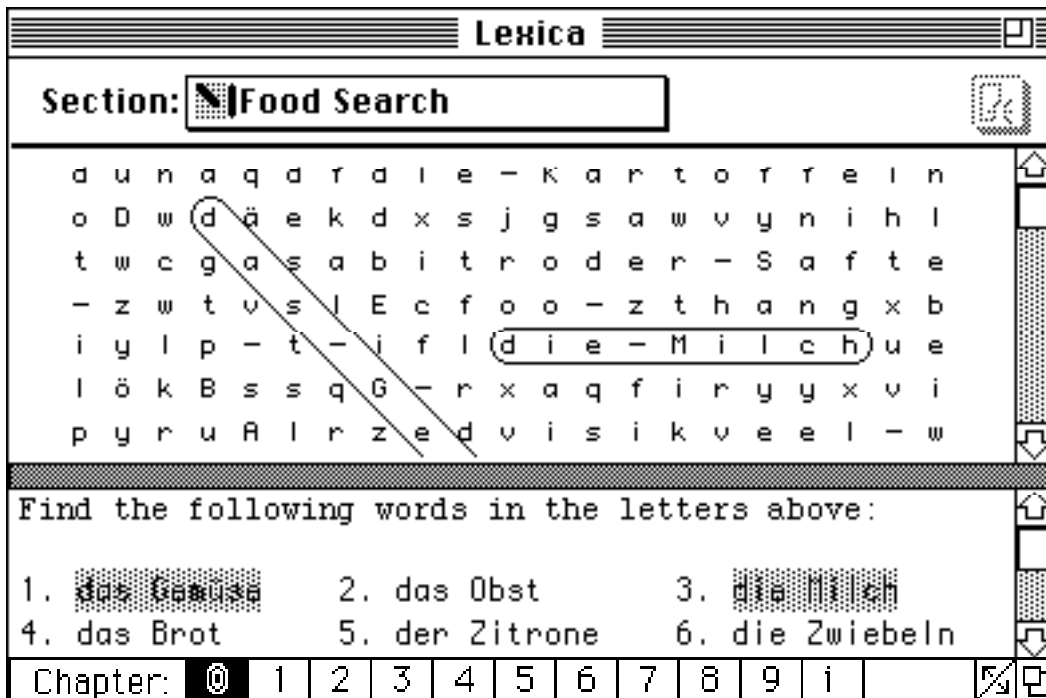 Lexica
Section: Food Search
d u n a q d f d i e - K a r t o f f e l n
o D w d ä e k d x s j g s a w v y n i h l
t w c g a s a b i t r o d e r - S a f t e
- z w t v s l E c f o o - z t h a n g x b
i y l p - t - i f l d i e - M i l c h u e
l ö k B s s q G - r x a q f i r y y x v i
p y r u A l r z e d v i s i k v e e l - w
Find the following words in the letters above:
1. das Gemüse 2. das Obst 3. die Milch
4. das Brot 5. der Zitrone 6. die Zwiebeln
Chapter: 0 1 2 3 4 5 6 7 8 9 i